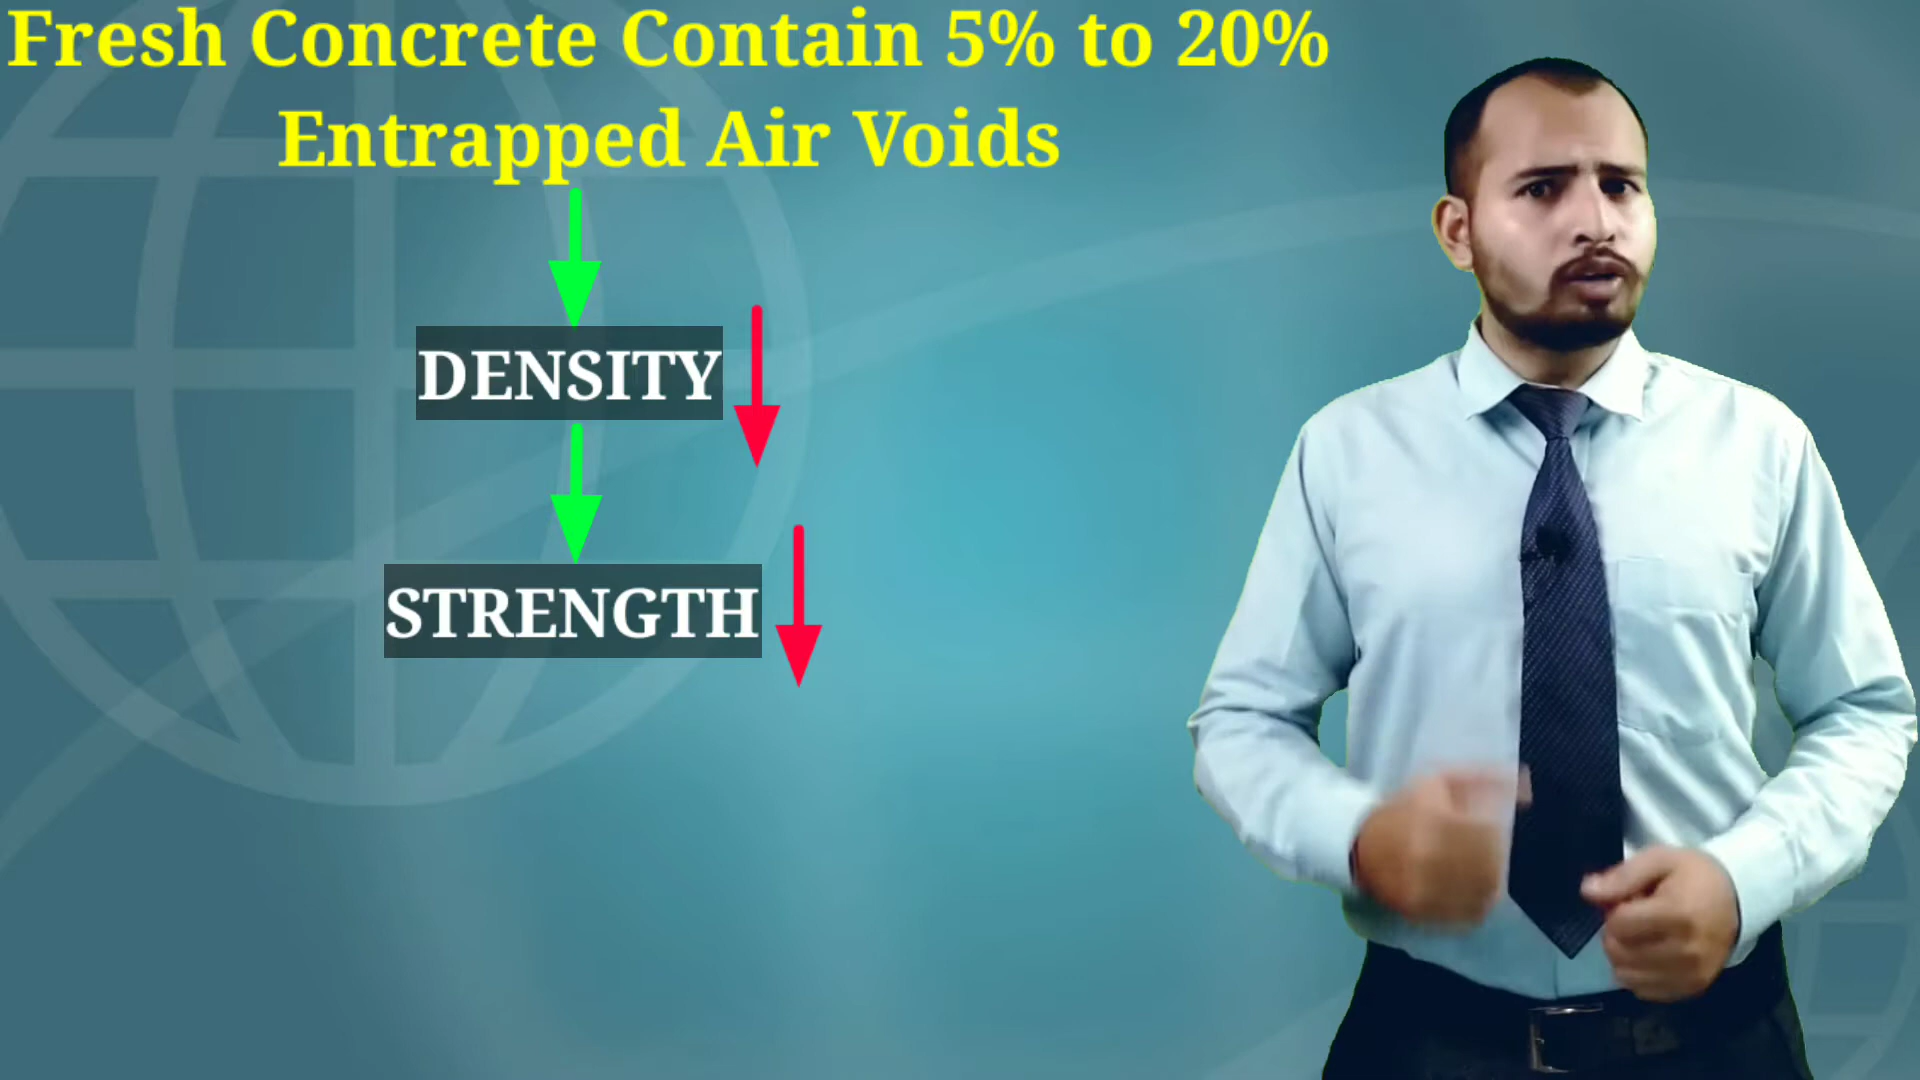 Fresh Concrete Contain 5% to 20%
Entrapped Air Voids
DENSITY
STRENGTH